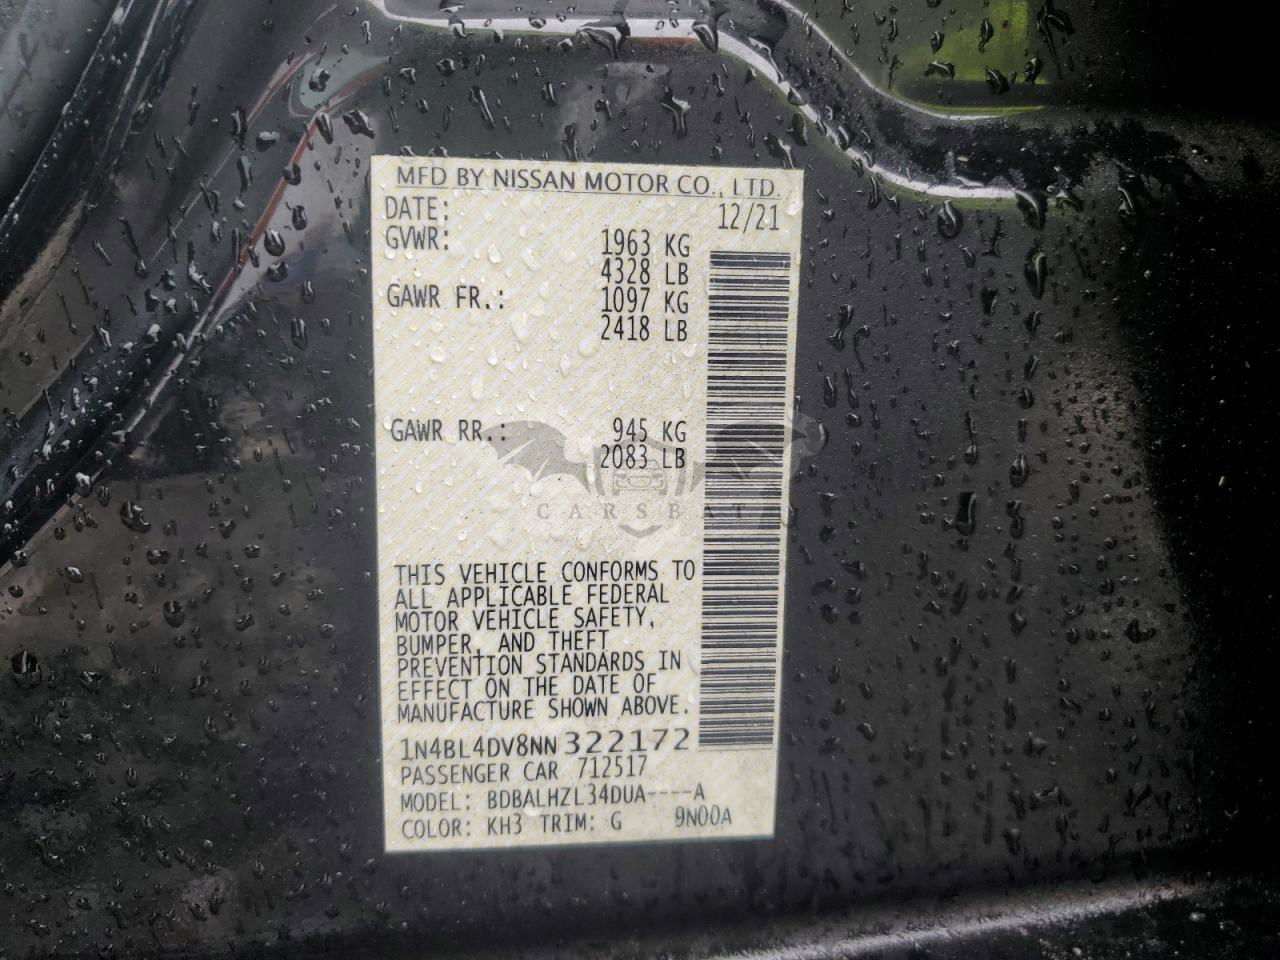 MFD BY NISSAN MOTOR CO., LTD.
DATE: 12/21
GVWR: 1963 KG
4328 LB
GAWR FR.: 1097 KG
2418 LB
GAWR RR.: 945 KG
2083 LB
CARSBAT
THIS VEHICLE CONFORMS TO
ALL APPLICABLE FEDERAL
MOTOR VEHICLE SAFETY,
BUMPER, AND THEFT
PREVENTION STANDARDS IN
EFFECT ON THE DATE OF
MANUFACTURE SHOWN ABOVE.
1N4BL4DV8NN322172
PASSENGER CAR 712517
MODEL: BDBALHZL34DUA----A
COLOR: KH3 TRIM: G 9N00A